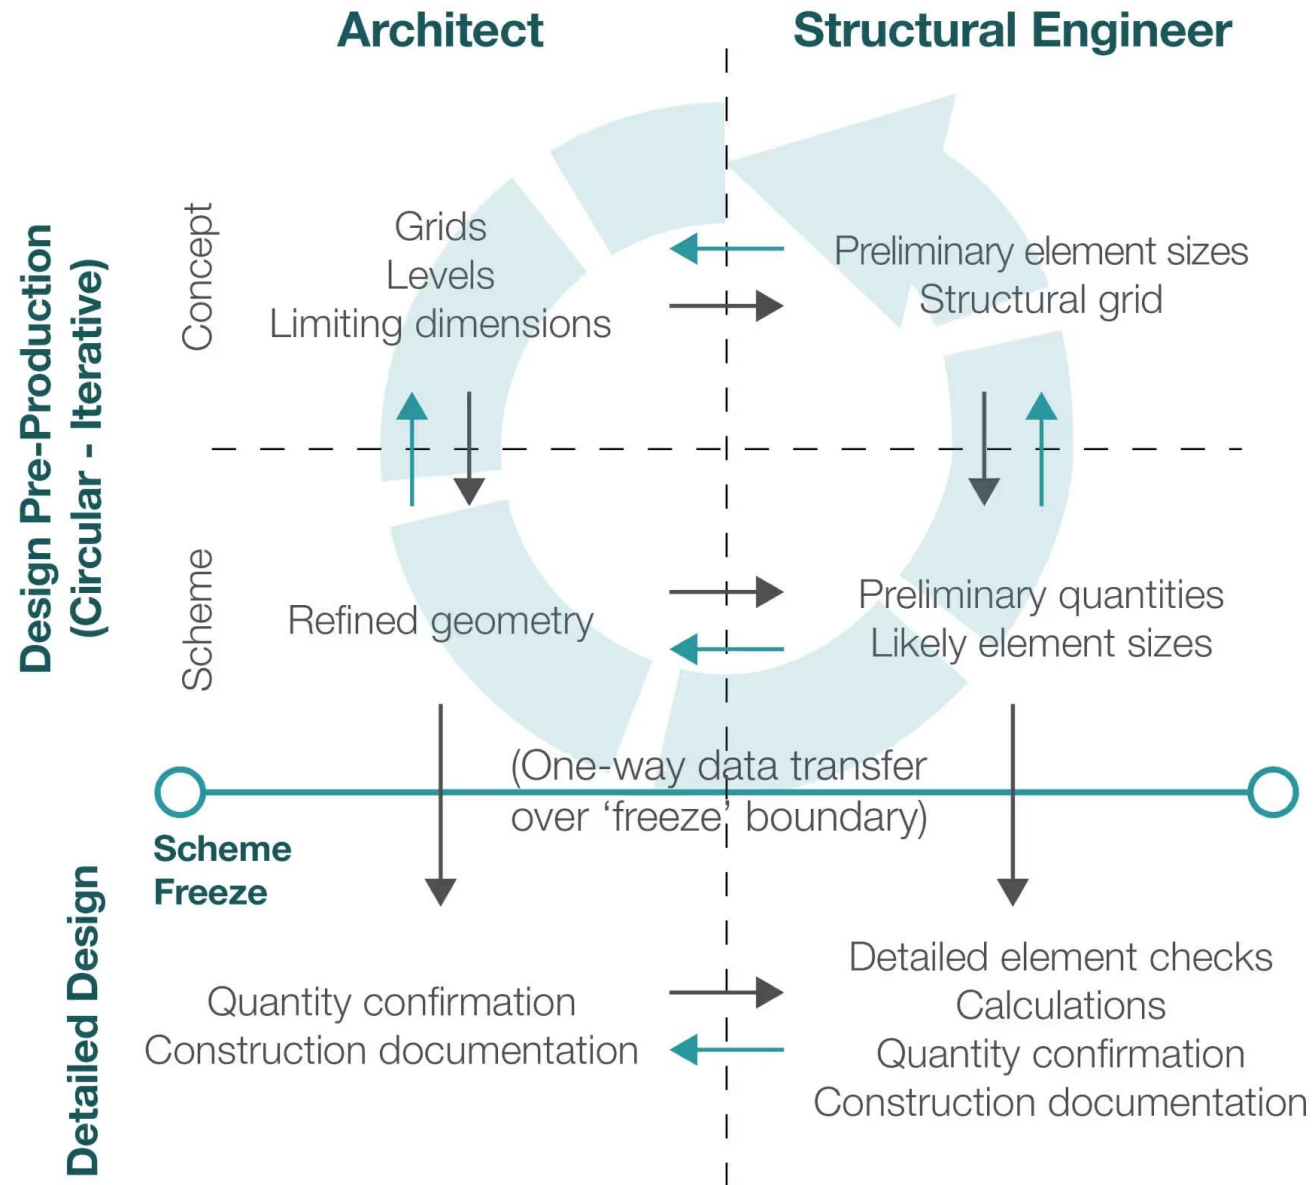 Architect
Structural Engineer
Design Pre-Production
(Circular - Iterative)
Concept
Grids
Levels
Limiting dimensions
Preliminary element sizes
Structural grid
Scheme
Refined geometry
Preliminary quantities
Likely element sizes
(One-way data transfer
over ‘freeze’ boundary)
Scheme
Freeze
Detailed Design
Quantity confirmation
Construction documentation
Detailed element checks
Calculations
Quantity confirmation
Construction documentation